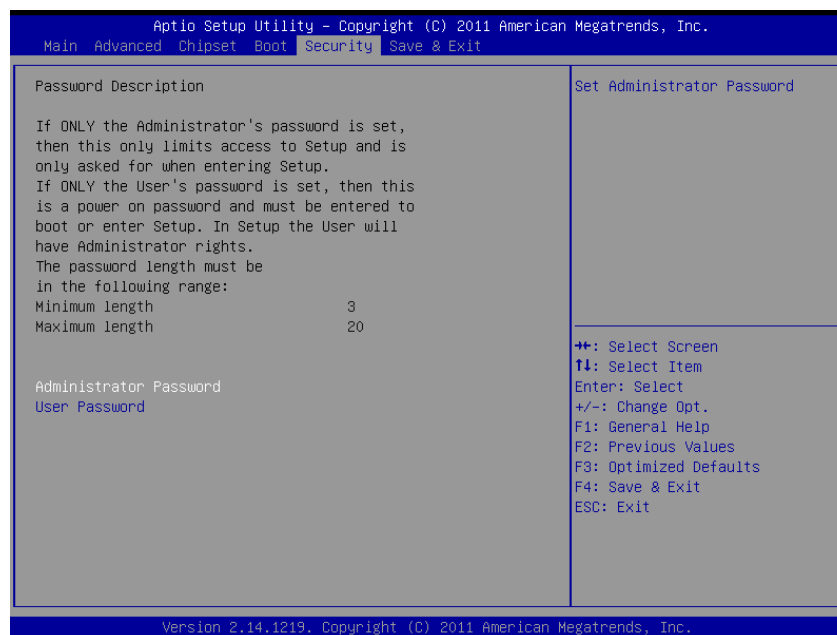 Aptio Setup Utility – Copyright (C) 2011 American Megatrends, Inc.
Main Advanced Chipset Boot Security Save & Exit
Password Description
If ONLY the Administrator's password is set,
then this only limits access to Setup and is
only asked for when entering Setup.
If ONLY the User's password is set, then this
is a power on password and must be entered to
boot or enter Setup. In Setup the User will
have Administrator rights.
The password length must be
in the following range:
Minimum length 3
Maximum length 20
Administrator Password
User Password
Set Administrator Password
→←: Select Screen
↑↓: Select Item
Enter: Select
+/-: Change Opt.
F1: General Help
F2: Previous Values
F3: Optimized Defaults
F4: Save & Exit
ESC: Exit
Version 2.14.1219. Copyright (C) 2011 American Megatrends, Inc.